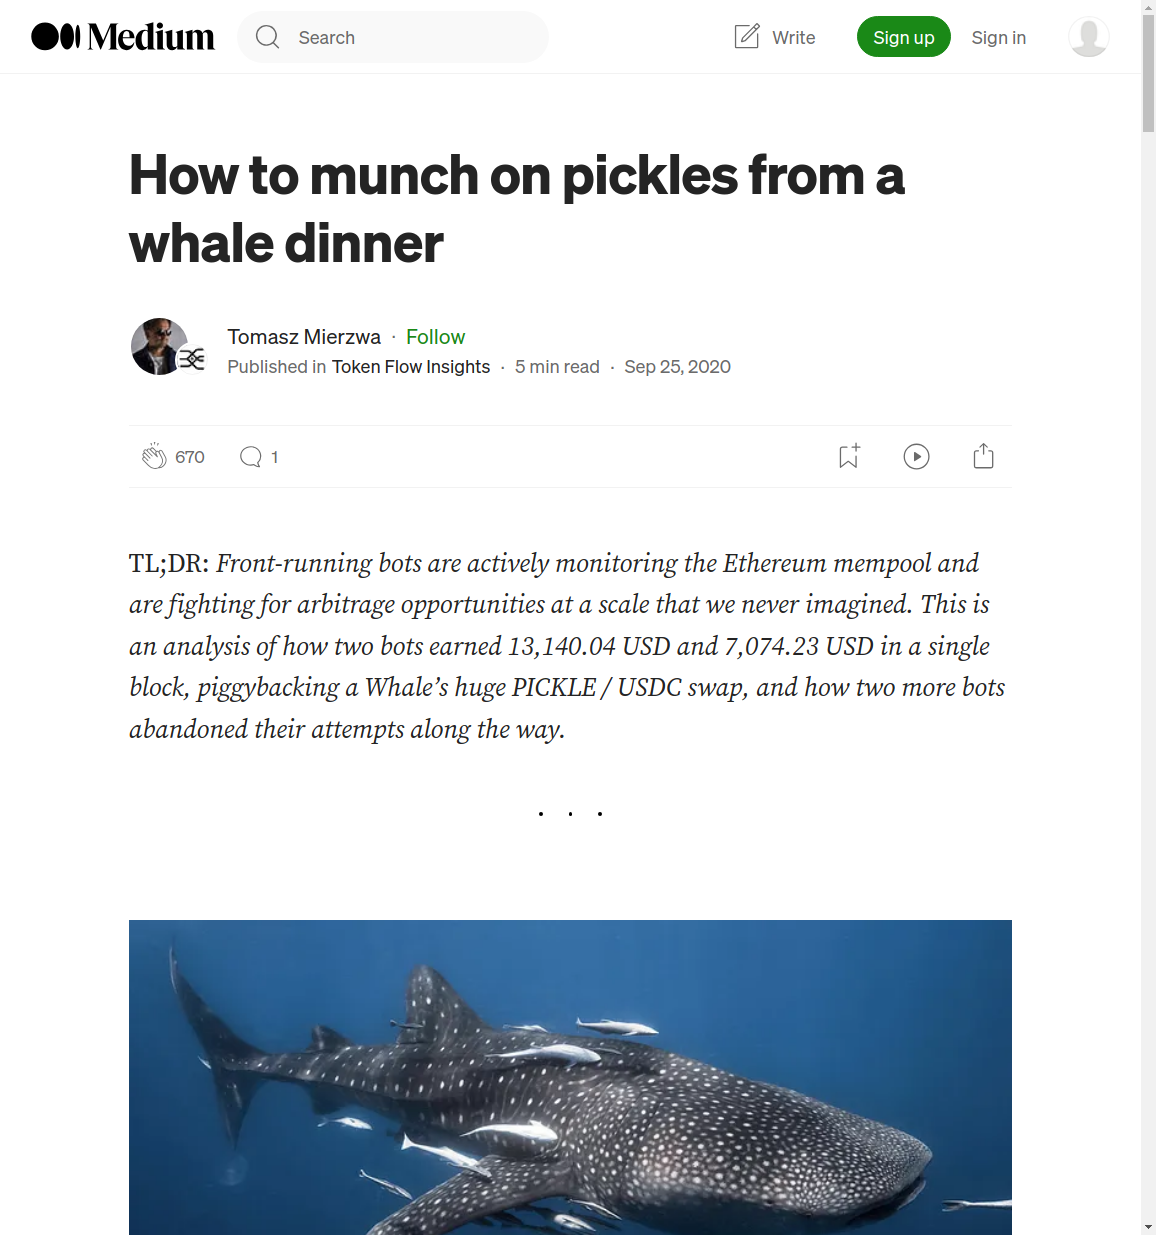 Medium
Search
Write
Sign up
Sign in
How to munch on pickles from a
whale dinner
Tomasz Mierzwa · Follow
Published in Token Flow Insights · 5 min read · Sep 25, 2020
670
1
TL;DR: Front-running bots are actively monitoring the Ethereum mempool and
are fighting for arbitrage opportunities at a scale that we never imagined. This is
an analysis of how two bots earned 13,140.04 USD and 7,074.23 USD in a single
block, piggybacking a Whale’s huge PICKLE / USDC swap, and how two more bots
abandoned their attempts along the way.
. . .